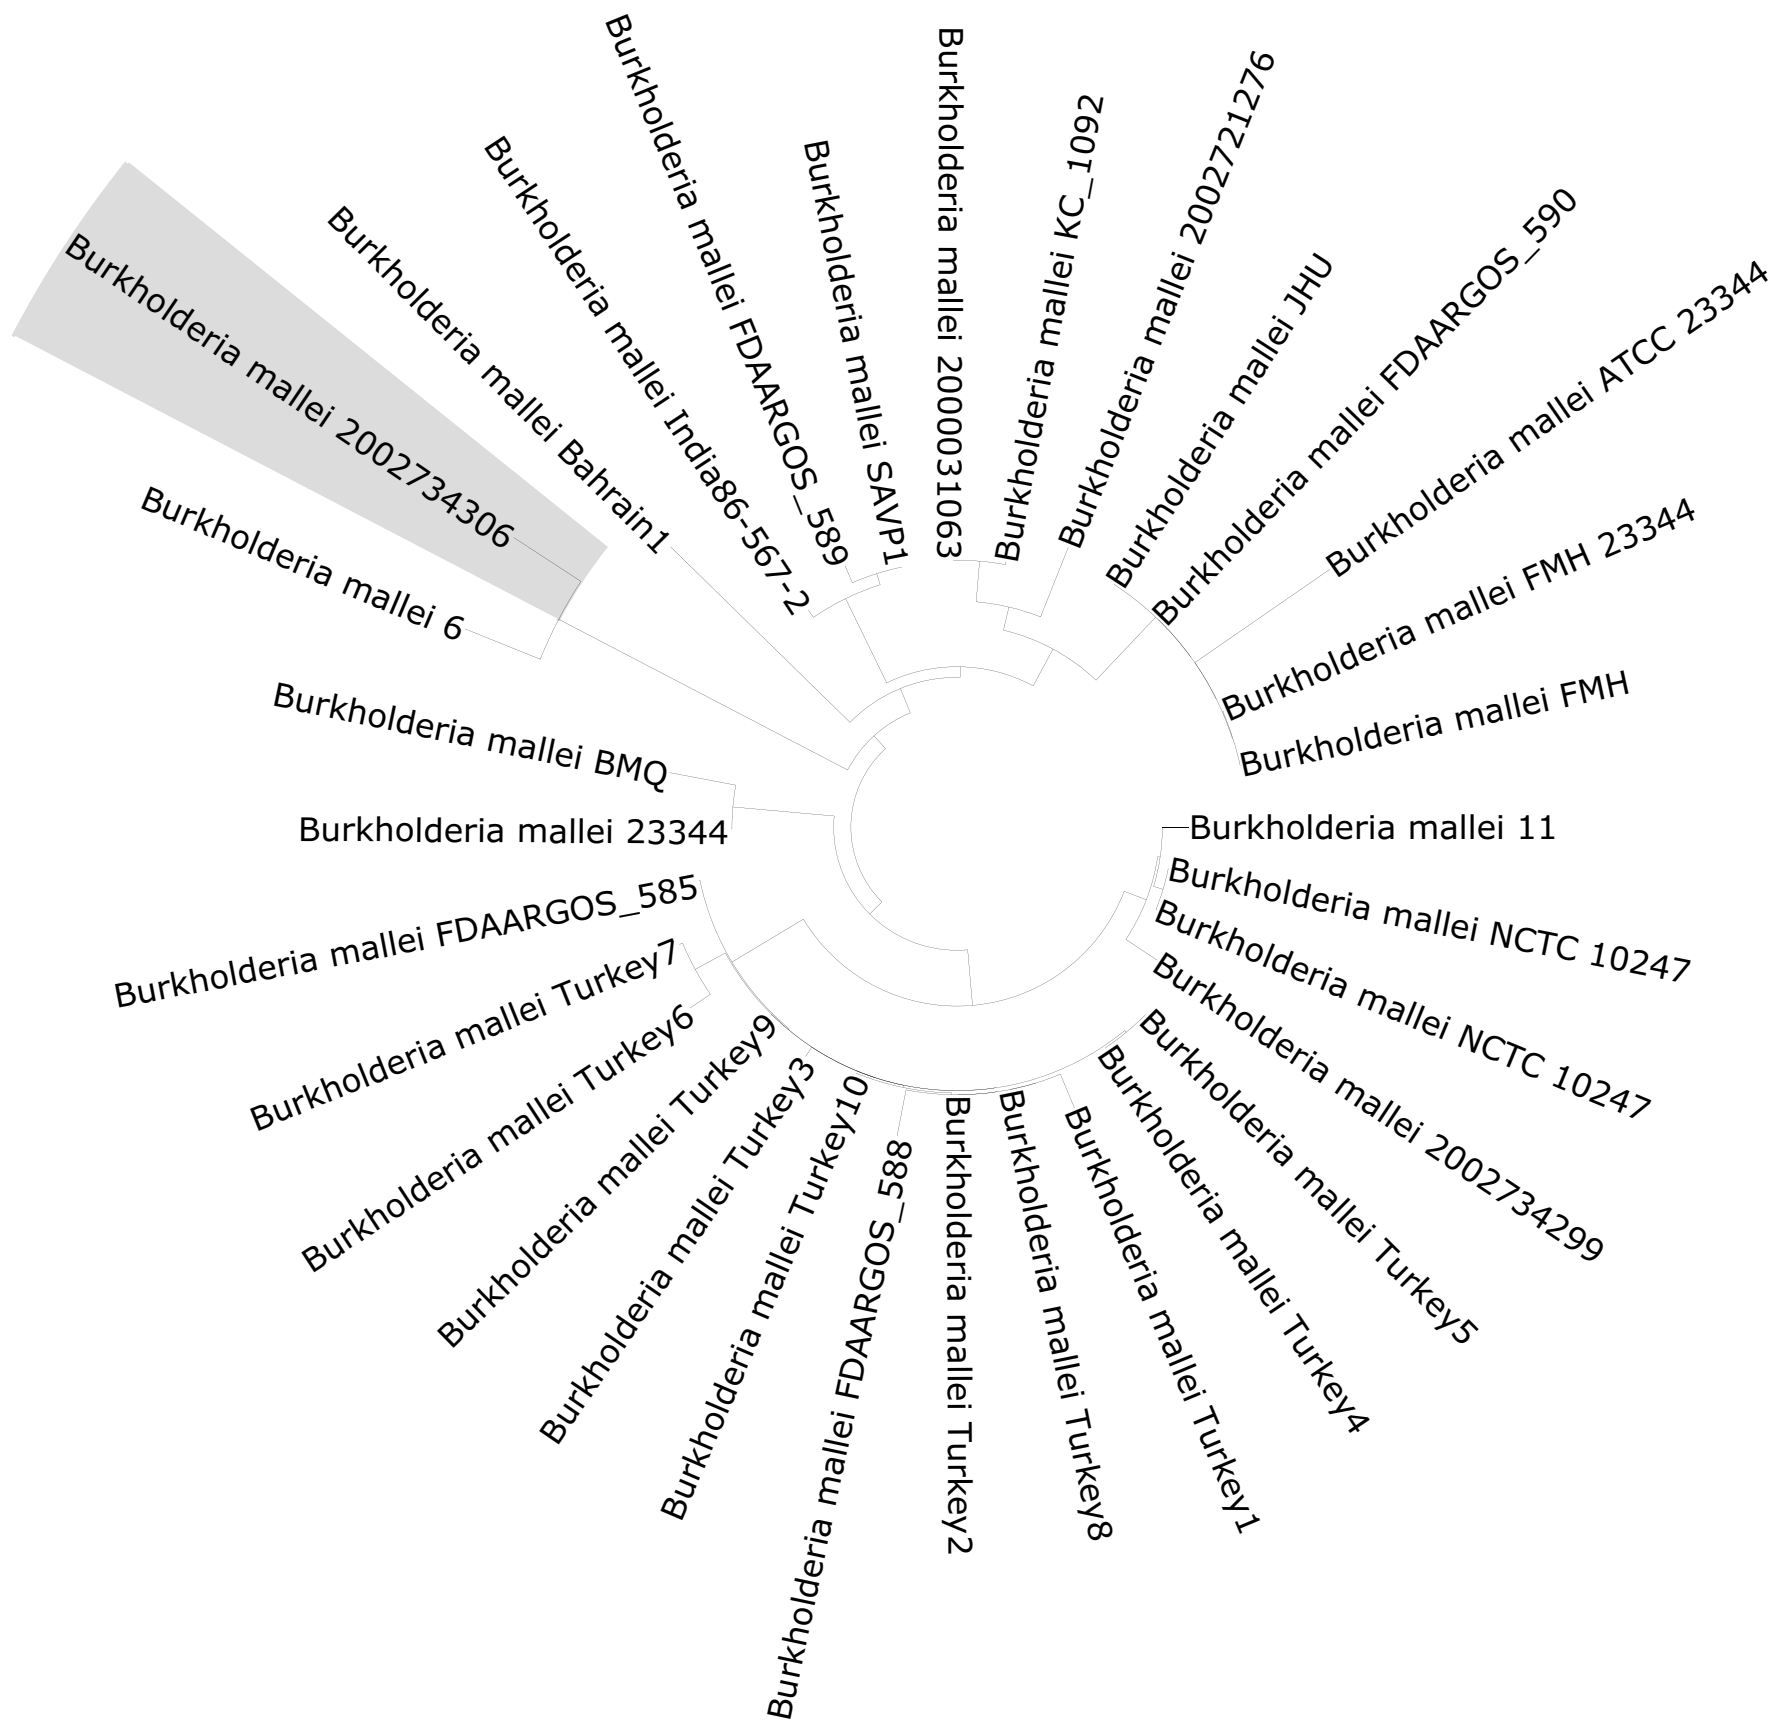 Burkholderia mallei FDAARGOS_589
Burkholderia mallei SAVP1
Burkholderia mallei 2000031063
Burkholderia mallei KC_1092
Burkholderia mallei 2002721276
Burkholderia mallei JHU
Burkholderia mallei FDAARGOS_590
Burkholderia mallei ATCC 23344
Burkholderia mallei FMH 23344
Burkholderia mallei FMH
Burkholderia mallei 11
Burkholderia mallei NCTC 10247
Burkholderia mallei NCTC 10247
Burkholderia mallei 2002734299
Burkholderia mallei Turkey5
Burkholderia mallei Turkey4
Burkholderia mallei Turkey1
Burkholderia mallei Turkey8
Burkholderia mallei Turkey2
Burkholderia mallei FDAARGOS_588
Burkholderia mallei Turkey10
Burkholderia mallei Turkey3
Burkholderia mallei Turkey9
Burkholderia mallei Turkey6
Burkholderia mallei Turkey7
Burkholderia mallei FDAARGOS_585
Burkholderia mallei 23344
Burkholderia mallei BMQ
Burkholderia mallei 6
Burkholderia mallei 2002734306
Burkholderia mallei Bahrain1
Burkholderia mallei India86-567-2